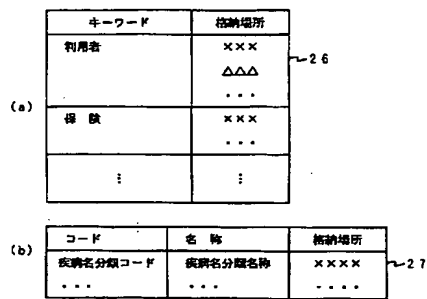 キーワード 格納場所
利用者 ×××
△△△
・・・
(a)
26
保険 ×××
・・・
⋮ ⋮
(b)
コード 名称 格納場所
疾病名分類コード 疾病名分類名称 ××××
27
・・・ ・・・ ・・・・